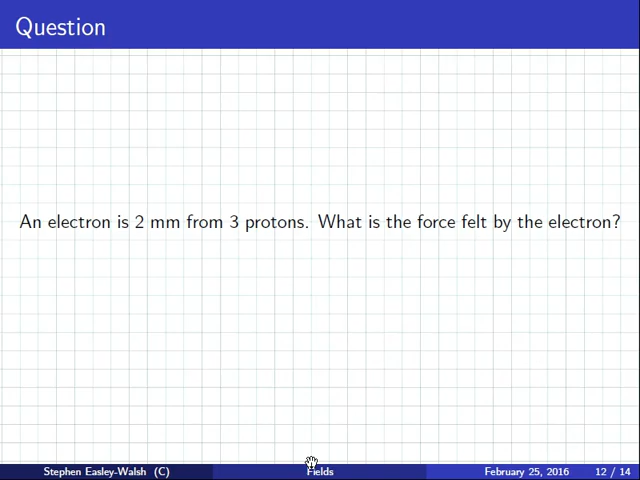 Question
An electron is 2 mm from 3 protons. What is the force felt by the electron?
Stephen Easley-Walsh (C) Fields February 25, 2016 12 / 14